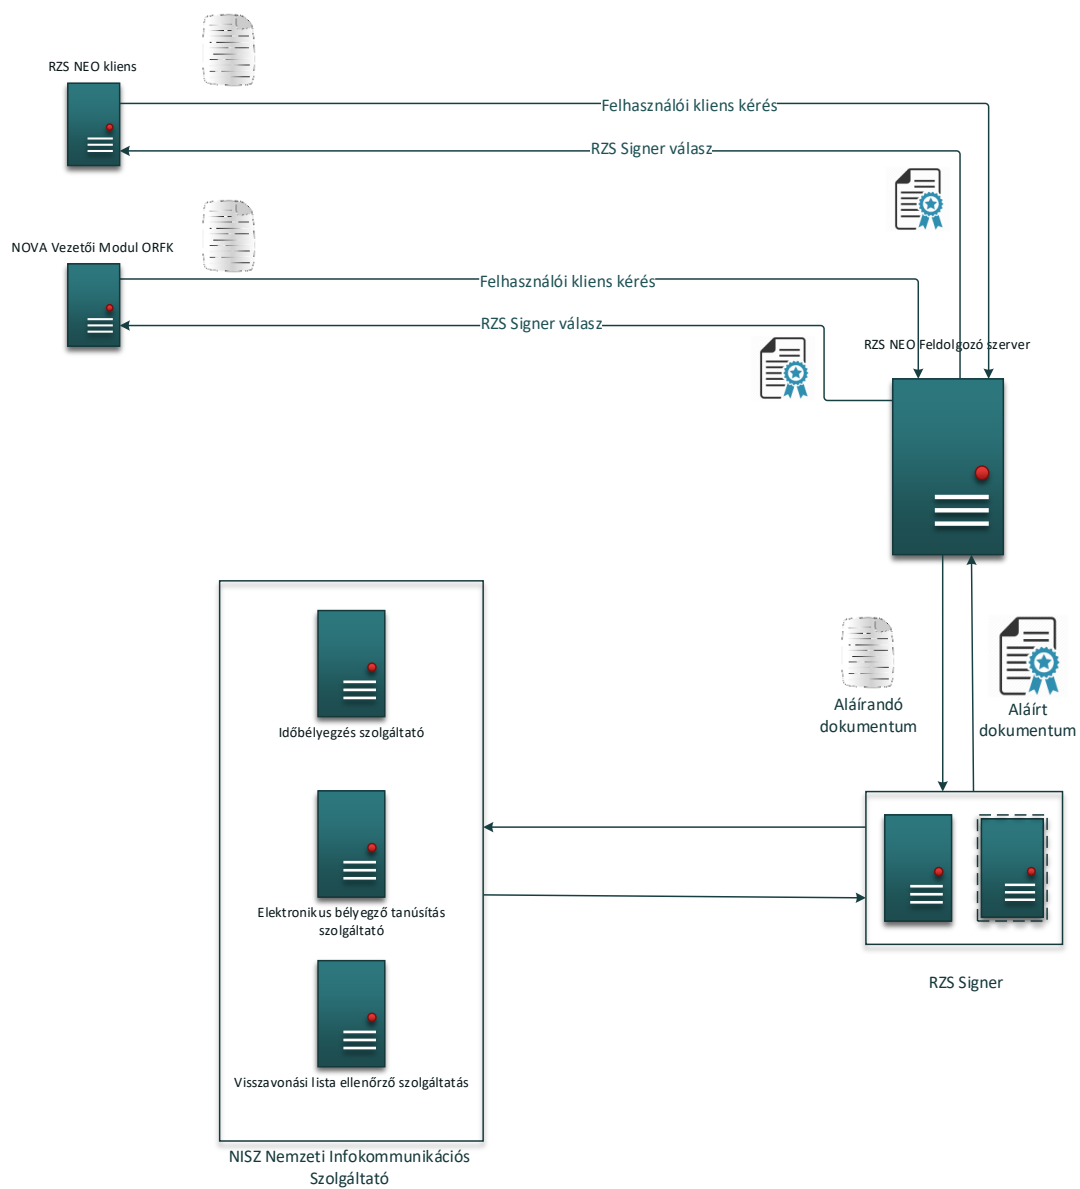 RZS NEO kliens
Felhasználói kliens kérés
RZS Signer válasz
NOVA Vezetői Modul ORFK
Felhasználói kliens kérés
RZS Signer válasz
RZS NEO Feldolgozó szerver
Aláírandó
dokumentum
Aláírt
dokumentum
Időbélyegzés szolgáltató
Elektronikus bélyegző tanúsítás
szolgáltató
RZS Signer
Visszavonási lista ellenőrző szolgáltatás
NISZ Nemzeti Infokommunikációs
Szolgáltató